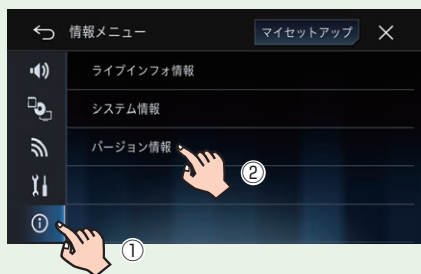 情報メニュー
マイセットアップ
ライブインフォ情報
システム情報
バージョン情報
②
①